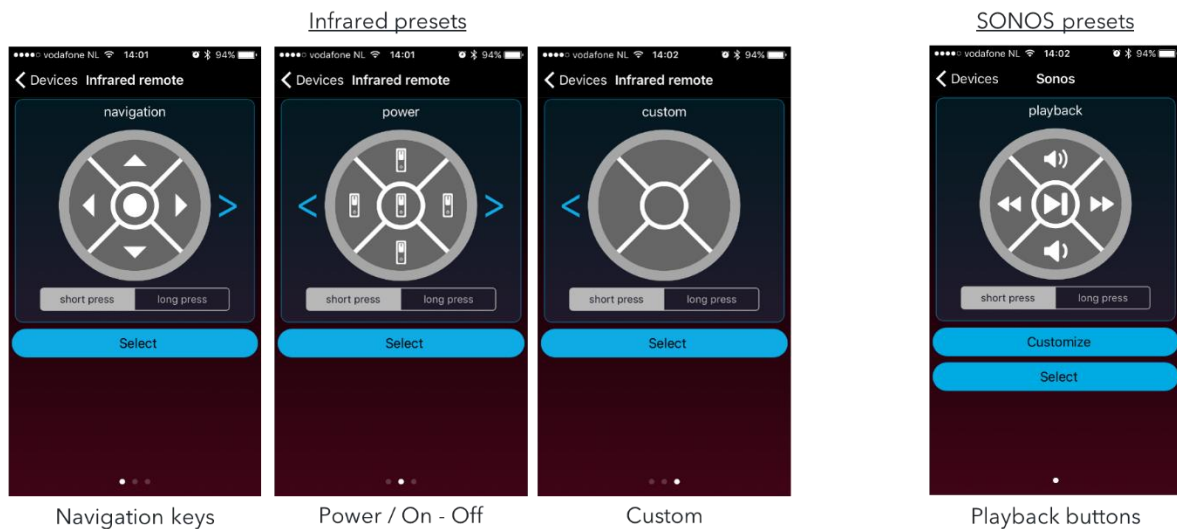 Infrared presets
SONOS presets
vodafone NL 14:01 94%
Devices Infrared remote
navigation
short press long press
Select
Navigation keys
vodafone NL 14:01 94%
Devices Infrared remote
power
< >
short press long press
Select
Power / On - Off
vodafone NL 14:02 94%
Devices Infrared remote
custom
short press long press
Select
Custom
vodafone NL 14:02 94%
Devices Sonos
playback
short press long press
Customize
Select
Playback buttons